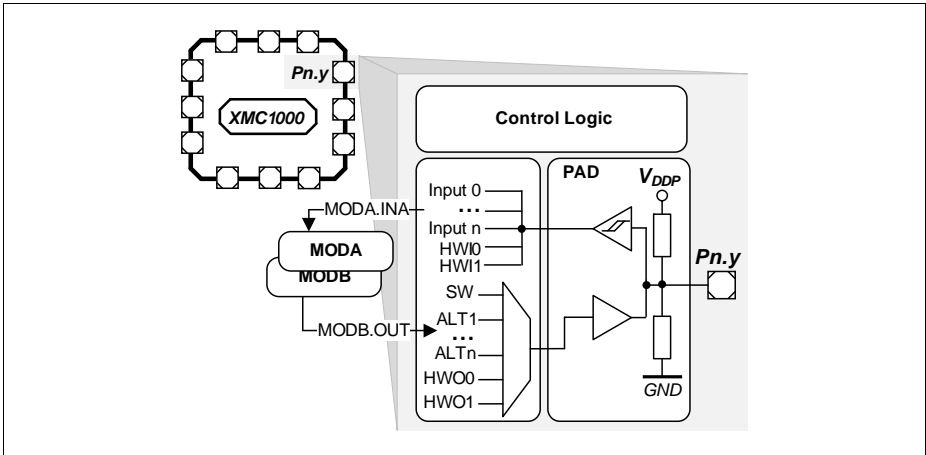 Pn.y
XMC1000
Control Logic
PAD
VDDP
Input 0
...
Input n
HWI0
HWI1
MODA.INA
MODA
MODB
MODB.OUT
SW
ALT1
...
ALTn
HWO0
HWO1
Pn.y
GND